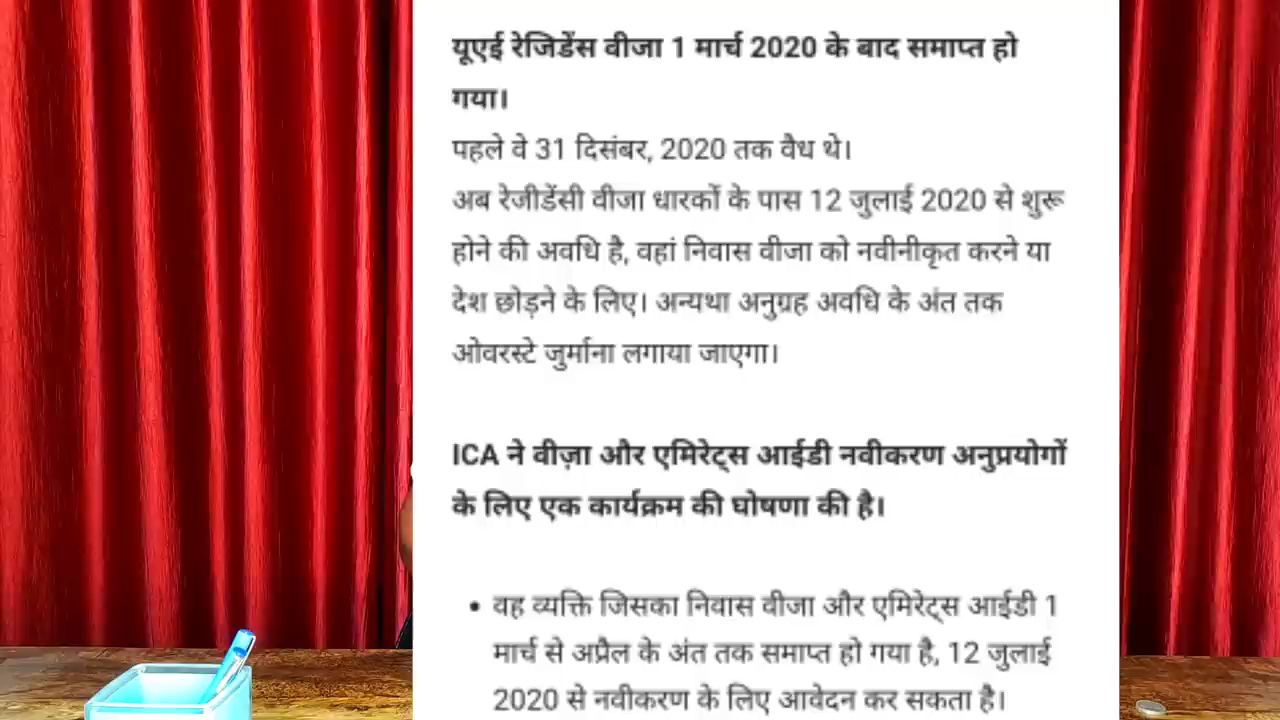 यूएई रेजिडेंस वीजा 1 मार्च 2020 के बाद समाप्त हो
गया।
पहले वे 31 दिसंबर, 2020 तक वैध थे।
अब रेजीडेंसी वीजा धारकों के पास 12 जुलाई 2020 से शुरू
होने की अवधि है, वहां निवास वीजा को नवीनीकृत करने या
देश छोड़ने के लिए। अन्यथा अनुग्रह अवधि के अंत तक
ओवरस्टे जुर्माना लगाया जाएगा।
ICA ने वीज़ा और एमिरेट्स आईडी नवीकरण अनुप्रयोगों
के लिए एक कार्यक्रम की घोषणा की है।
• वह व्यक्ति जिसका निवास वीजा और एमिरेट्स आईडी 1
मार्च से अप्रैल के अंत तक समाप्त हो गया है, 12 जुलाई
2020 से नवीकरण के लिए आवेदन कर सकता है।